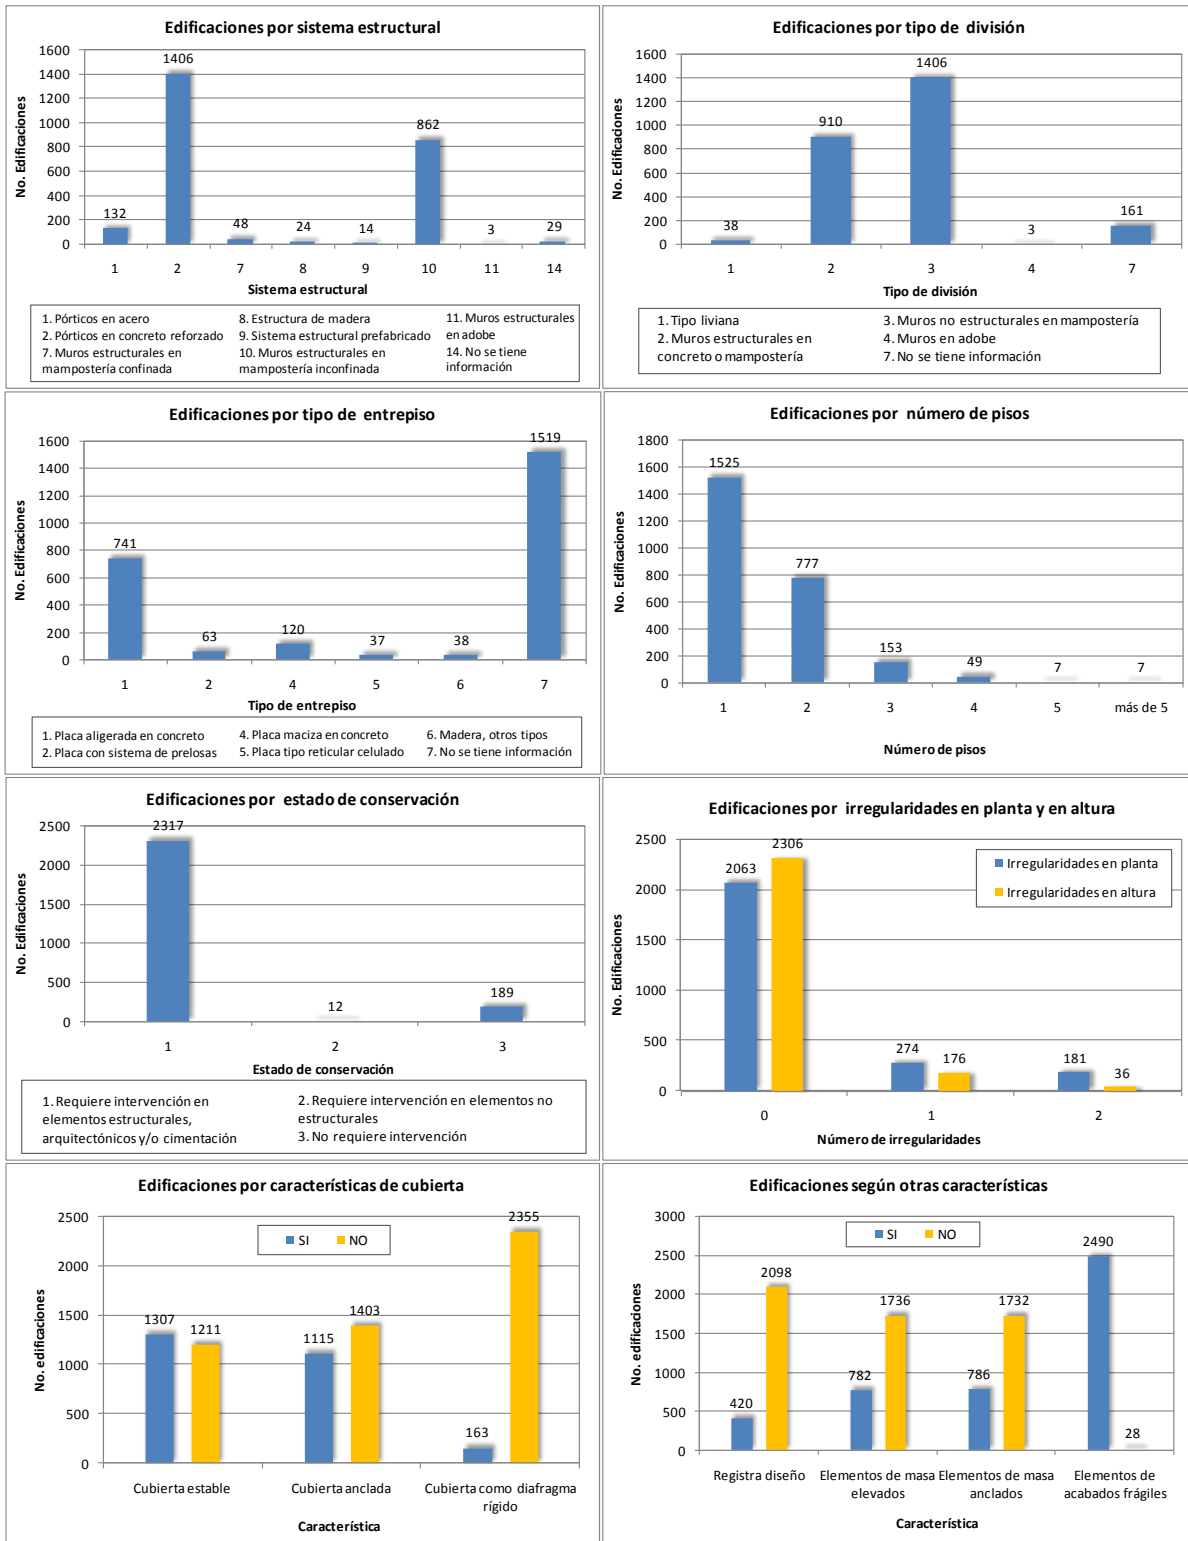 Edificaciones por sistema estructural
No. Edificaciones
1600
1400
1200
1000
800
600
400
200
0
132
1406
48
24
14
862
3
29
1 2 7 8 9 10 11 14
Sistema estructural
1. Pórticos en acero
2. Pórticos en concreto reforzado
7. Muros estructurales en
mampostería confinada
8. Estructura de madera
9. Sistema estructural prefabricado
10. Muros estructurales en
mampostería inconfinada
11. Muros estructurales
en adobe
14. No se tiene
información
Edificaciones por tipo de división
No. Edificaciones
1600
1400
1200
1000
800
600
400
200
0
38
910
1406
3
161
1 2 3 4 7
Tipo de división
1. Tipo liviana
2. Muros estructurales en
concreto o mampostería
3. Muros no estructurales en mampostería
4. Muros en adobe
7. No se tiene información
Edificaciones por tipo de entrepiso
No. Edificaciones
1600
1400
1200
1000
800
600
400
200
0
741
63
120
37
38
1519
1 2 4 5 6 7
Tipo de entrepiso
1. Placa aligerada en concreto
2. Placa con sistema de prelosas
4. Placa maciza en concreto
5. Placa tipo reticular celulado
6. Madera, otros tipos
7. No se tiene información
Edificaciones por número de pisos
No. Edificaciones
1800
1600
1400
1200
1000
800
600
400
200
0
1525
777
153
49
7
7
1 2 3 4 5 más de 5
Número de pisos
Edificaciones por estado de conservación
No. Edificaciones
2500
2000
1500
1000
500
0
2317
12
189
1 2 3
Estado de conservación
1. Requiere intervención en
elementos estructurales,
arquitectónicos y/o cimentación
2. Requiere intervención en elementos no
estructurales
3. No requiere intervención
Edificaciones por irregularidades en planta y en altura
No. Edificaciones
2500
2000
1500
1000
500
0
2063
2306
274
176
181
36
Irregularidades en planta
Irregularidades en altura
0 1 2
Número de irregularidades
Edificaciones por características de cubierta
No. edificaciones
2500
2000
1500
1000
500
0
SI NO
1307
1211
1115
1403
163
2355
Cubierta estable
Cubierta anclada
Cubierta como diafragma
rígido
Característica
Edificaciones según otras características
No. edificaciones
3000
2500
2000
1500
1000
500
0
SI NO
420
2098
782
1736
786
1732
2490
28
Registra diseño
Elementos de masa
elevados
Elementos de masa
anclados
Elementos de
acabados frágiles
Característica